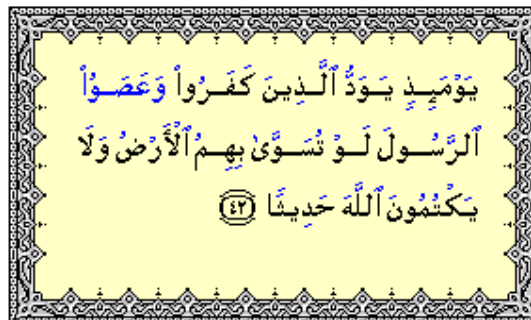 يَوْمَئِذٍ يَوَدُّ ٱلَّذِينَ كَفَرُوا۟ وَعَصَوُا۟
ٱلرَّسُولَ لَوْ تُسَوَّىٰ بِهِمُ ٱلْأَرْضُ وَلَا
يَكْتُمُونَ ٱللَّهَ حَدِيثًا ٤٢